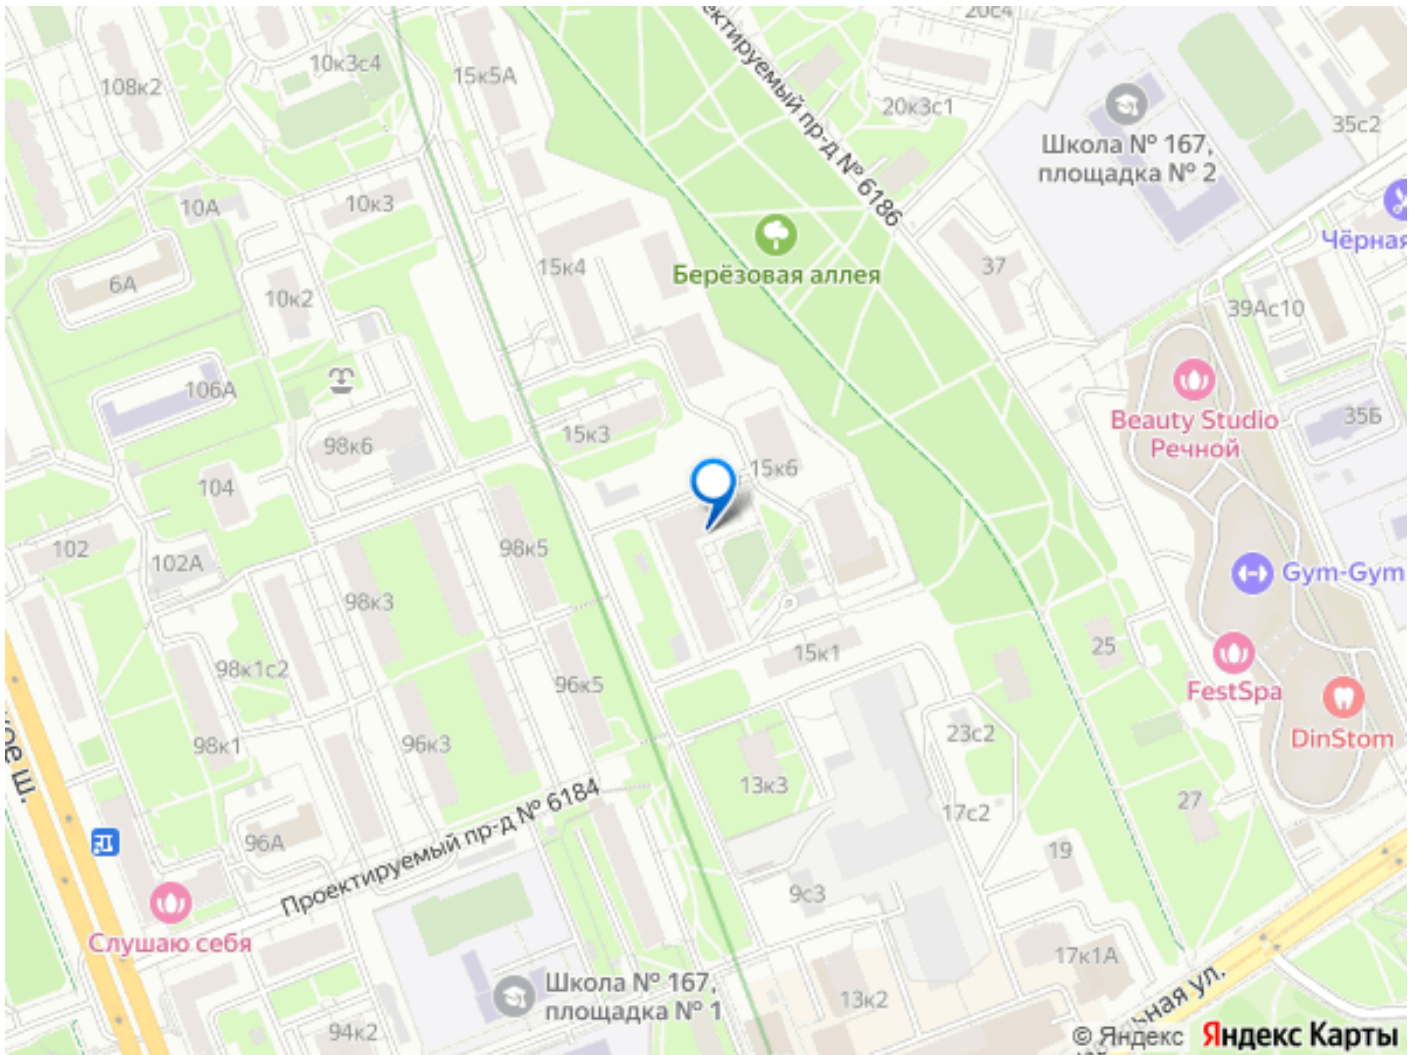 20с4
ектируемый пр-д № 6186
10к3с4
15к5А
108к2
20к3с1
35с2
Школа № 167,
площадка № 2
10А
10к3
Чёрная
15к4
Берёзовая аллея
37
6А
10к2
39Ас10
106А
Beauty Studio
Речной
35Б
15к3
98к6
15к6
104
98к5
102
102А
Gym-Gym
98к3
25
15к1
98к1с2
96к5
FestSpa
23с2
DinStom
98к1
96к3
ое ш.
13к3
Проектируемый пр-д № 6184
27
17с2
96А
19
9с3
Слушаю себя
17к1А
Школа № 167,
площадка № 1
13к2
94к2
ьная ул.
© Яндекс Яндекс Карты